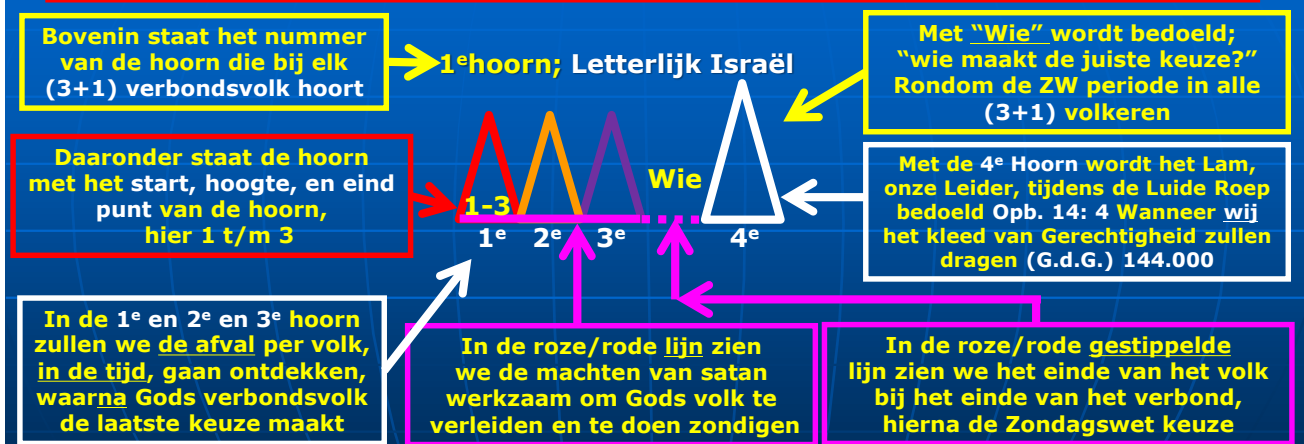 Bovenin staat het nummer
van de hoorn die bij elk
(3+1) verbondsvolk hoort
1ᵉhoorn; Letterlijk Israël
Met “Wie” wordt bedoeld;
“wie maakt de juiste keuze?”
Rondom de ZW periode in alle
(3+1) volkeren
Daaronder staat de hoorn
met het start, hoogte, en eind
punt van de hoorn,
hier 1 t/m 3
1-3
Wie
1ᵉ 2ᵉ 3ᵉ 4ᵉ
Met de 4ᵉ Hoorn wordt het Lam,
onze Leider, tijdens de Luide Roep
bedoeld Opb. 14: 4 Wanneer wij
het kleed van Gerechtigheid zullen
dragen (G.d.G.) 144.000
In de 1ᵉ en 2ᵉ en 3ᵉ hoorn
zullen we de afval per volk,
in de tijd, gaan ontdekken,
waarna Gods verbondsvolk
de laatste keuze maakt
In de roze/rode lijn zien
we de machten van satan
werkzaam om Gods volk te
verleiden en te doen zondigen
In de roze/rode gestippelde
lijn zien we het einde van het volk
bij het einde van het verbond,
hierna de Zondagswet keuze